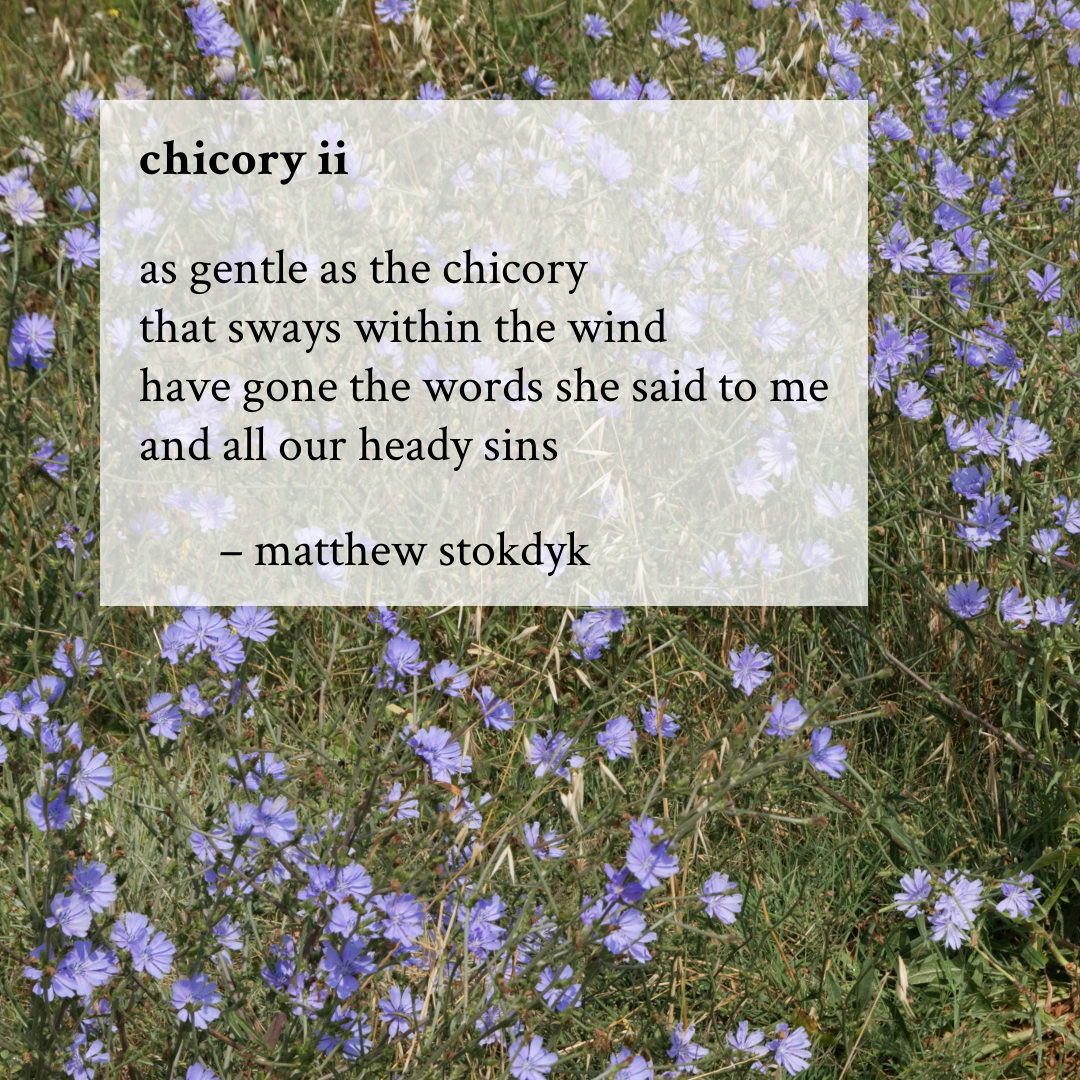 chicory ii
as gentle as the chicory
that sways within the wind
have gone the words she said to me
and all our heady sins
– matthew stokdyk